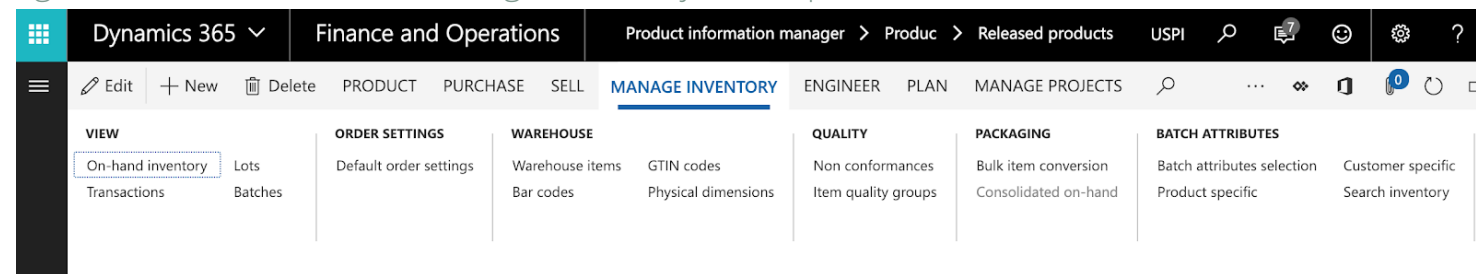 Dynamics 365 Finance and Operations Product information manager > Produc > Released products USPI 7 ?
Edit New Delete PRODUCT PURCHASE SELL MANAGE INVENTORY ENGINEER PLAN MANAGE PROJECTS ... 0
VIEW ORDER SETTINGS WAREHOUSE QUALITY PACKAGING BATCH ATTRIBUTES
On-hand inventory Lots Default order settings Warehouse items GTIN codes Non conformances Bulk item conversion Batch attributes selection Customer specific
Transactions Batches Bar codes Physical dimensions Item quality groups Consolidated on-hand Product specific Search inventory